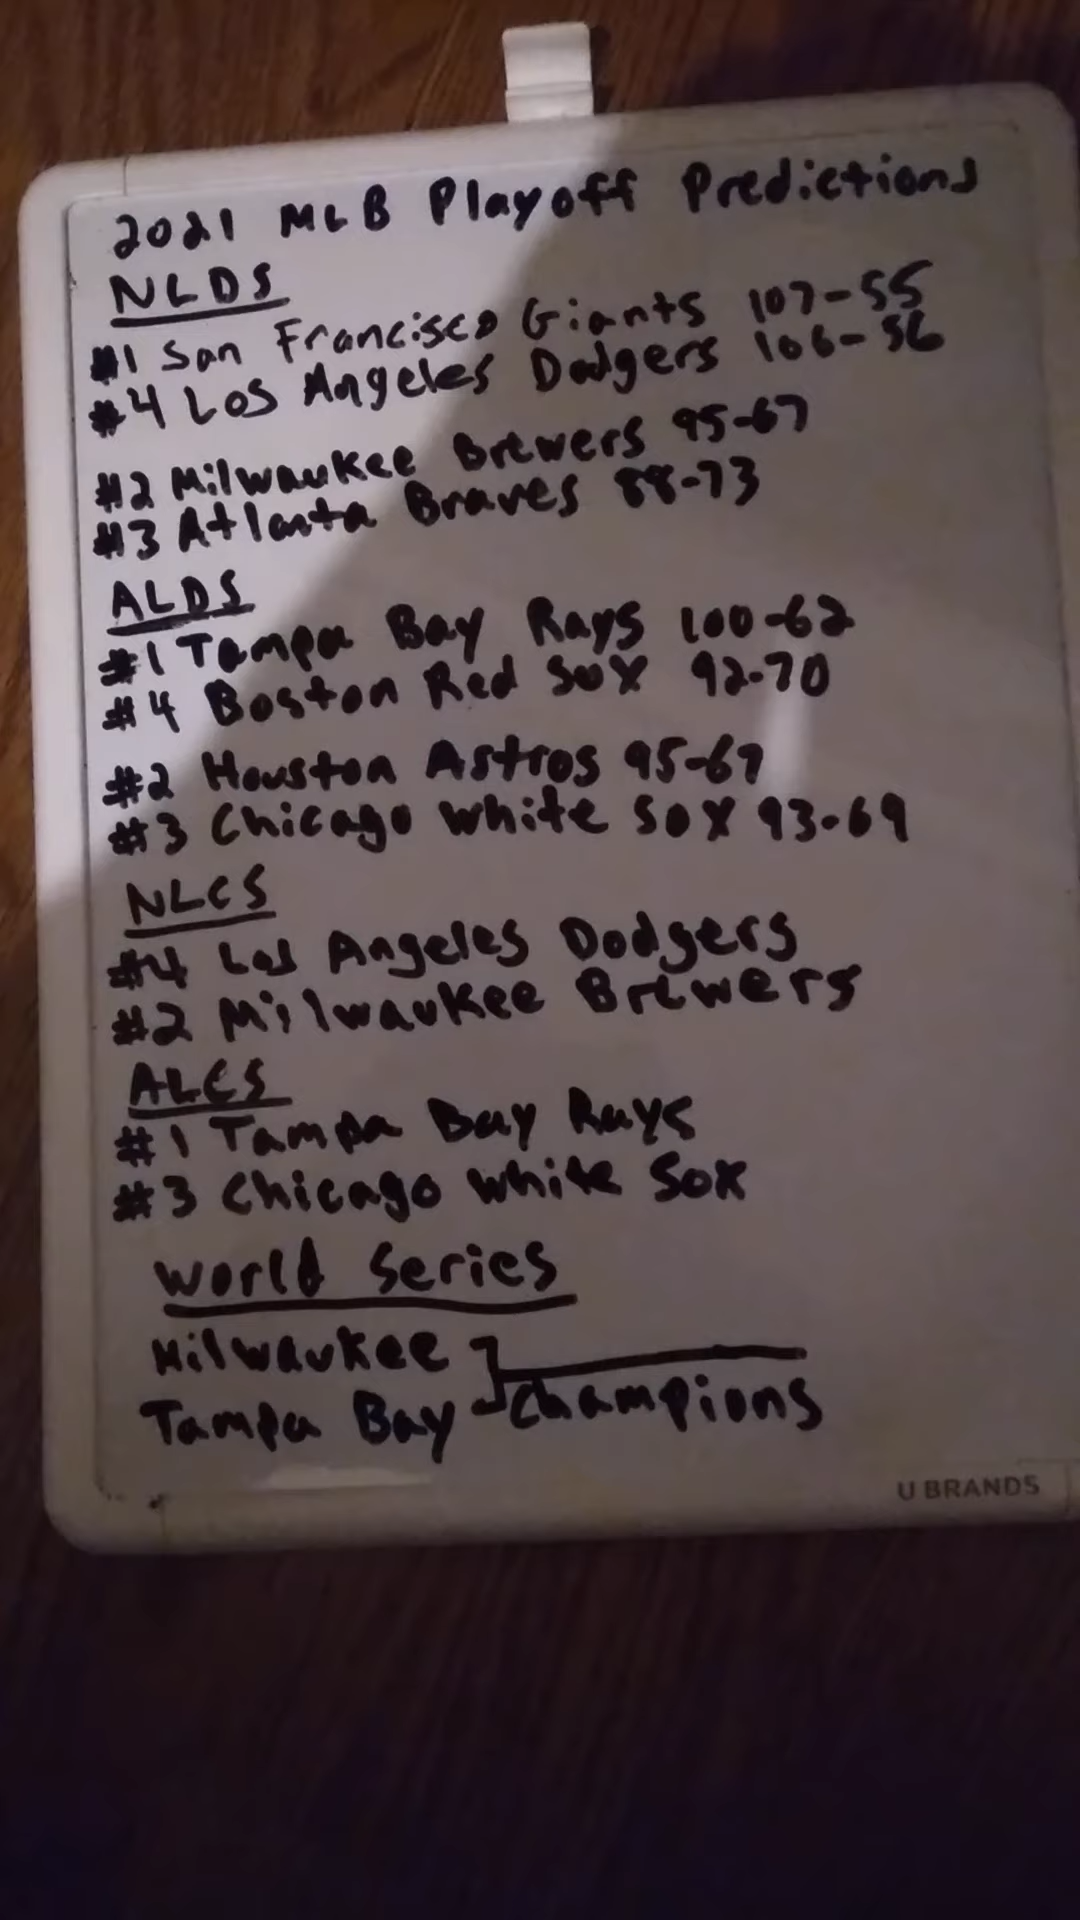 2021 MLB Playoff Predictions
NLDS
#1 San Francisco Giants 107-55
#4 Los Angeles Dodgers 106-56
#2 Milwaukee Brewers 95-67
#3 Atlanta Braves 88-73
ALDS
#1 Tampa Bay Rays 100-62
#4 Boston Red Sox 92-70
#2 Houston Astros 95-67
#3 Chicago White Sox 93-69
NLCS
#4 Los Angeles Dodgers
#2 Milwaukee Brewers
ALCS
#1 Tampa Bay Rays
#3 Chicago White Sox
World Series
Milwaukee
Tampa Bay Champions
U BRANDS